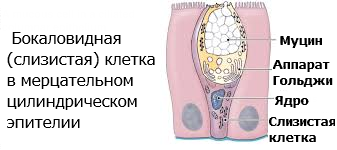 Бокаловидная
(слизистая) клетка
в мерцательном
цилиндрическом
эпителии
Муцин
Аппарат
Гольджи
Ядро
Слизистая
клетка